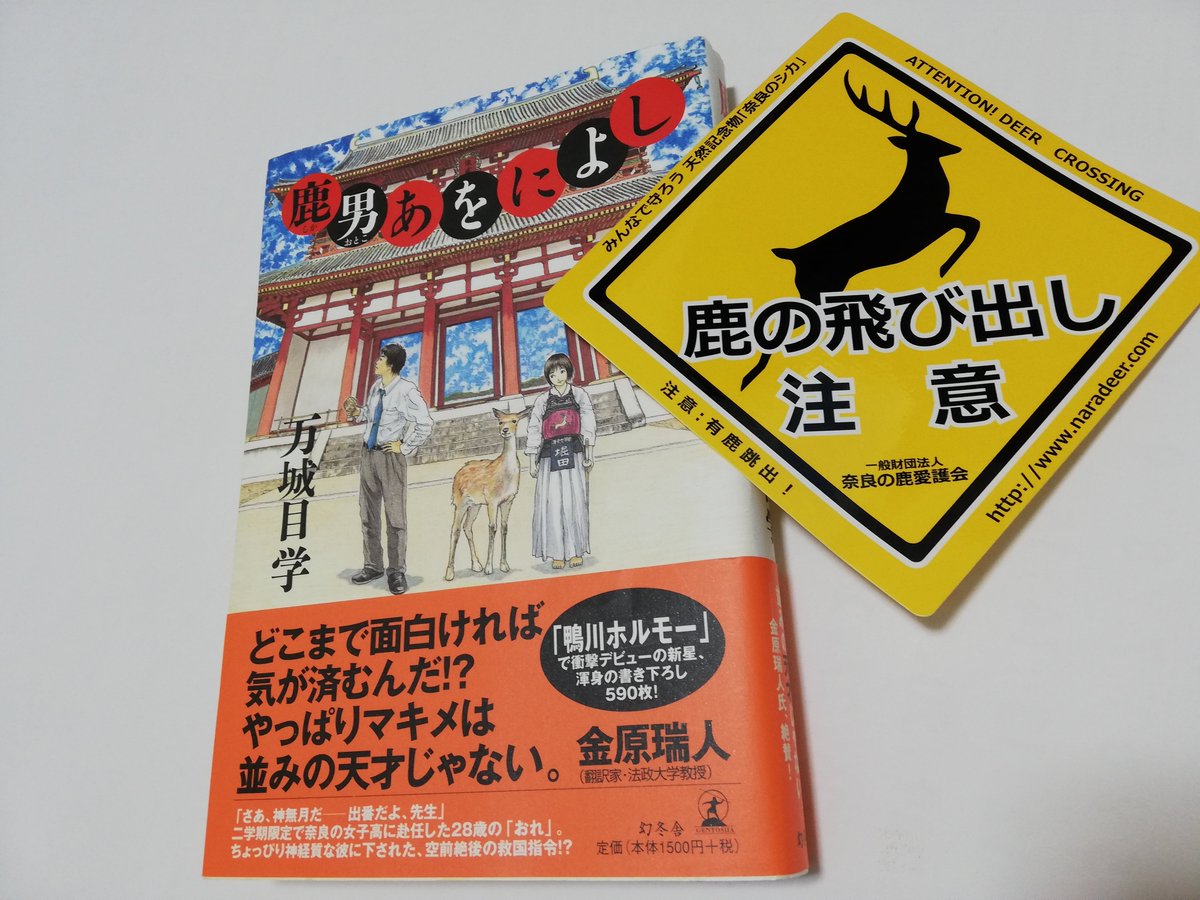 鹿男あをによし
しか
おとこ
万城目学
堀田
どこまで面白ければ
気が済むんだ!?
やっぱりマキメは
並みの天才じゃない。
「鴨川ホルモー」
で衝撃デビューの新星、
渾身の書き下ろし
590枚!
金原瑞人
(翻訳家・法政大学教授)
「さあ、神無月だ――出番だよ、先生」
二学期限定で奈良の女子高に赴任した28歳の「おれ」。
ちょっぴり神経質な彼に下された、空前絶後の救国指令!?
幻冬舎
GENTOSHA
定価(本体1500円+税)
金原瑞人氏、絶賛!
みんなで守ろう 天然記念物「奈良のシカ」
ATTENTION! DEER CROSSING
鹿の飛び出し
注意
一般財団法人
奈良の鹿愛護会
注意:有鹿跳出!
http://www.naradeer.com